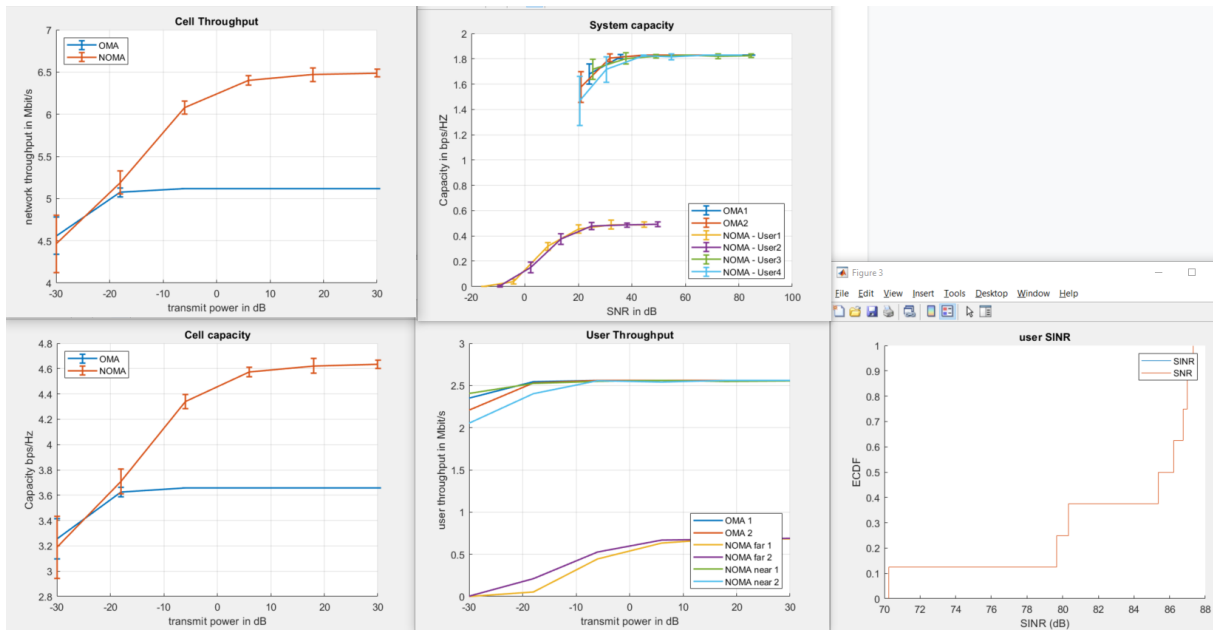 Cell Throughput
network throughput in Mbit/s
OMA
NOMA
6.5
6
5.5
5
4.5
4
-30
-20
-10
0
10
20
30
transmit power in dB
System capacity
Capacity in bps/HZ
2
1.8
1.6
1.4
1.2
1
0.8
0.6
0.4
0.2
0
OMA1
OMA2
NOMA - User1
NOMA - User2
NOMA - User3
NOMA - User4
-20
0
20
40
60
80
100
SNR in dB
Figure 3
File Edit View Insert Tools Desktop Window Help
Cell capacity
Capacity bps/Hz
OMA
NOMA
4.8
4.6
4.4
4.2
4
3.8
3.6
3.4
3.2
3
2.8
-30
-20
-10
0
10
20
30
transmit power in dB
User Throughput
user throughput in Mbit/s
3
2.5
2
1.5
1
0.5
0
OMA 1
OMA 2
NOMA far 1
NOMA far 2
NOMA near 1
NOMA near 2
-30
-20
-10
0
10
20
30
transmit power in dB
user SINR
ECDF
SINR
SNR
1
0.9
0.8
0.7
0.6
0.5
0.4
0.3
0.2
0.1
0
70
72
74
76
78
80
82
84
86
88
SINR (dB)